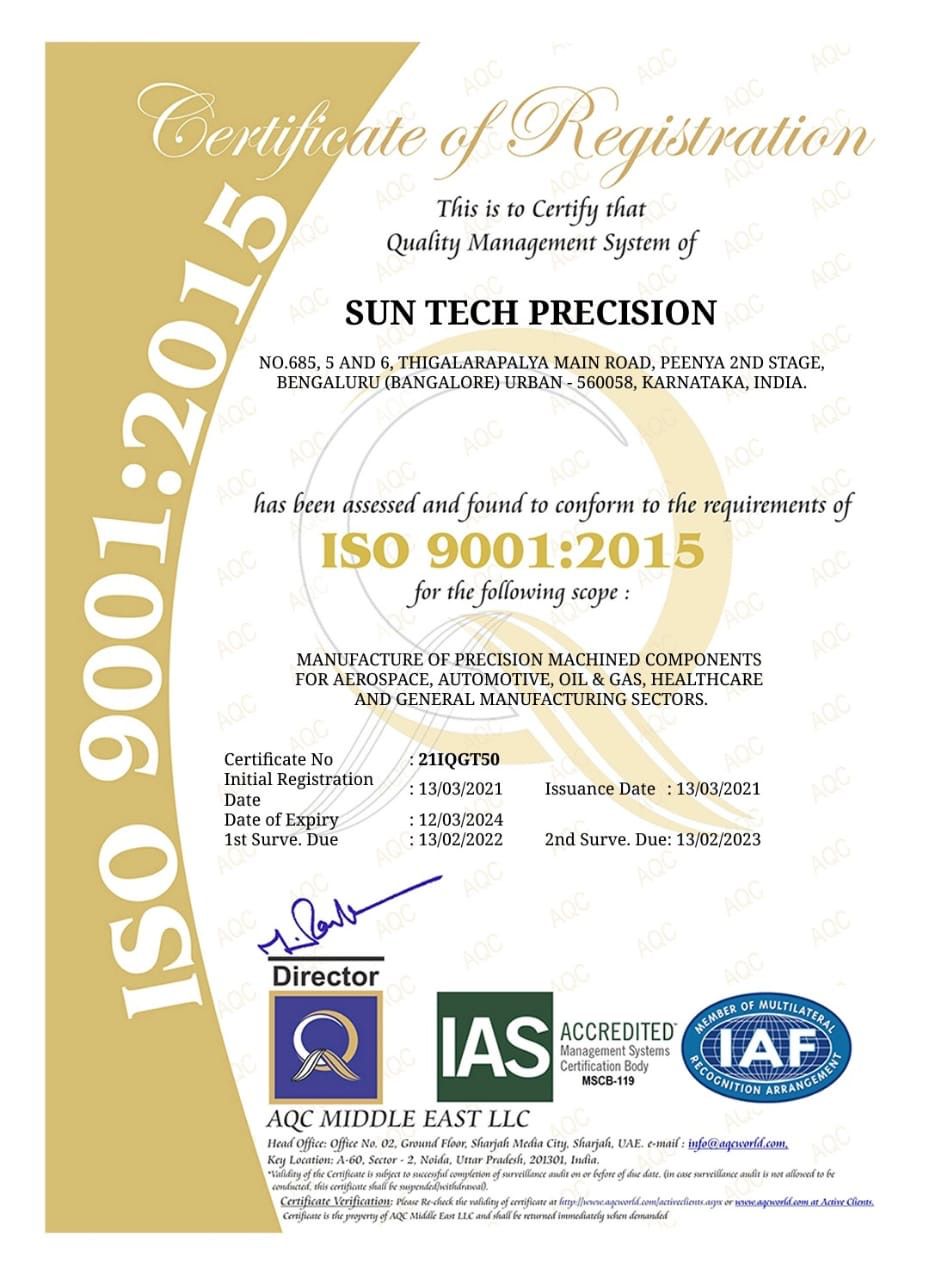 Certificate of Registration
This is to Certify that
Quality Management System of
SUN TECH PRECISION
NO.685, 5 AND 6, THIGALARAPALYA MAIN ROAD, PEENYA 2ND STAGE,
BENGALURU (BANGALORE) URBAN - 560058, KARNATAKA, INDIA.
has been assessed and found to conform to the requirements of
ISO 9001:2015
for the following scope :
MANUFACTURE OF PRECISION MACHINED COMPONENTS
FOR AEROSPACE, AUTOMOTIVE, OIL & GAS, HEALTHCARE
AND GENERAL MANUFACTURING SECTORS.
Certificate No : 21IQGT50
Initial Registration Date : 13/03/2021 Issuance Date : 13/03/2021
Date of Expiry : 12/03/2024
1st Surve. Due : 13/02/2022 2nd Surve. Due: 13/02/2023
ISO 9001:2015
Director
IAS ACCREDITED
Management Systems
Certification Body
MSCB-119
MEMBER OF MULTILATERAL
IAF
RECOGNITION ARRANGEMENT
AQC MIDDLE EAST LLC
Head Office: Office No. 02, Ground Floor, Sharjah Media City, Sharjah, UAE. e-mail : info@aqcworld.com,
Key Location: A-60, Sector - 2, Noida, Uttar Pradesh, 201301, India.
*Validity of the Certificate is subject to successful completion of surveillance audit on or before of due date. (in case surveillance audit is not allowed to be
conducted, this certificate shall be suspended/withdrawal).
Certificate Verification: Please Re-check the validity of certificate at http://www.aqcworld.com/activeclients.aspx or www.aqcworld.com at Active Clients.
Certificate is the property of AQC Middle East LLC and shall be returned immediately when demanded